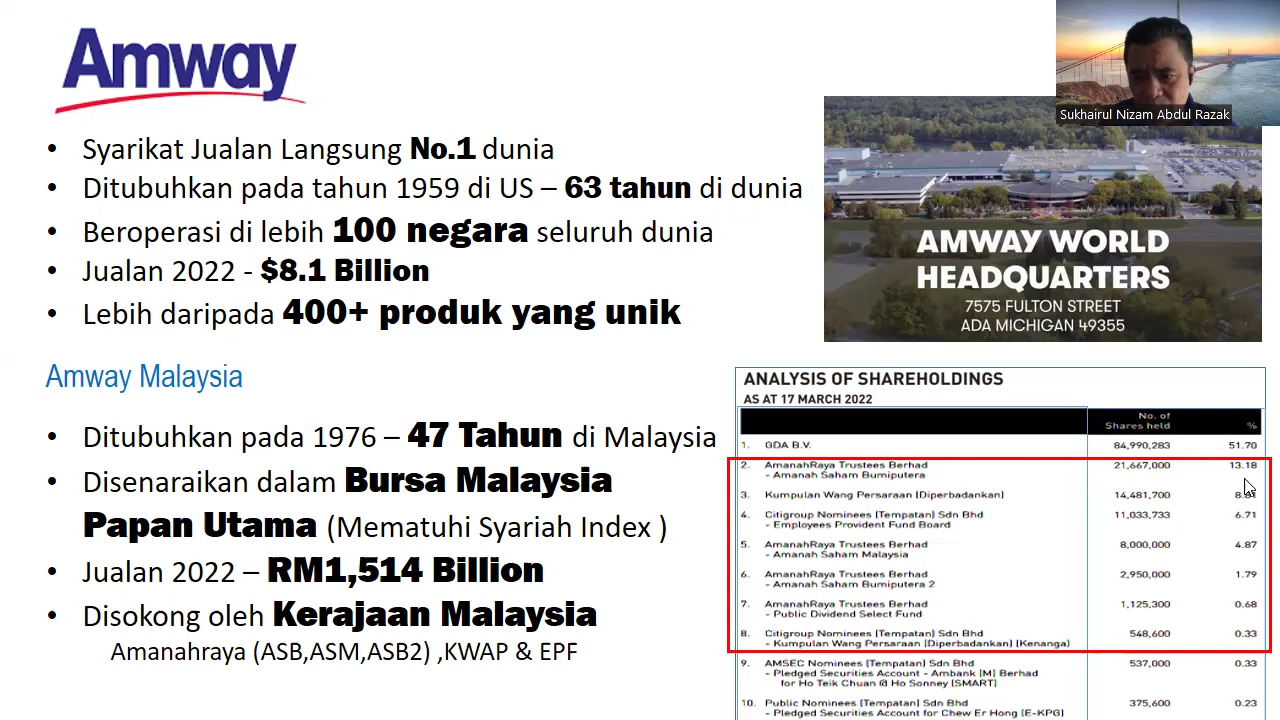 Amway
Sukhairul Nizam Abdul Razak
• Syarikat Jualan Langsung No.1 dunia
• Ditubuhkan pada tahun 1959 di US – 63 tahun di dunia
• Beroperasi di lebih 100 negara seluruh dunia
• Jualan 2022 - $8.1 Billion
• Lebih daripada 400+ produk yang unik
AMWAY WORLD
HEADQUARTERS
7575 FULTON STREET
ADA MICHIGAN 49355
Amway Malaysia
• Ditubuhkan pada 1976 – 47 Tahun di Malaysia
• Disenaraikan dalam Bursa Malaysia
Papan Utama (Mematuhi Syariah Index )
• Jualan 2022 – RM1,514 Billion
• Disokong oleh Kerajaan Malaysia
Amanahraya (ASB,ASM,ASB2) ,KWAP & EPF
ANALYSIS OF SHAREHOLDINGS
AS AT 17 MARCH 2022
No. of
Shares held %
1. GDA B.V. 84,990,283 51.70
2. AmanahRaya Trustees Berhad 21,667,000 13.18
- Amanah Saham Bumiputera
3. Kumpulan Wang Persaraan (Diperbadankan) 14,481,700
4. Citigroup Nominees (Tempatan) Sdn Bhd 11,033,733 6.71
- Employees Provident Fund Board
5. AmanahRaya Trustees Berhad 8,000,000 4.87
- Amanah Saham Malaysia
6. AmanahRaya Trustees Berhad 2,950,000 1.79
- Amanah Saham Bumiputera 2
7. AmanahRaya Trustees Berhad 1,125,300 0.68
- Public Dividend Select Fund
8. Citigroup Nominees (Tempatan) Sdn Bhd 548,600 0.33
- Kumpulan Wang Persaraan (Diperbadankan) (Kenanga)
9. AMSEC Nominees (Tempatan) Sdn Bhd 537,000 0.33
- Pledged Securities Account - Ambank (M) Berhad
for Ho Teik Chuan @ Ho Sonney (SMART)
10. Public Nominees (Tempatan) Sdn Bhd 375,600 0.23
- Pledged Securities Account for Chew Er Hong (E-KPG)